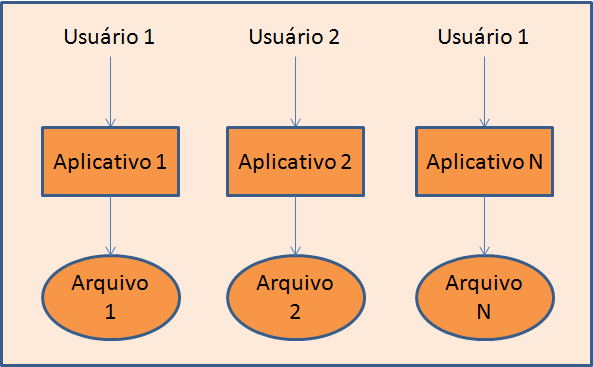 Usuário 1 Usuário 2 Usuário 1
Aplicativo 1 Aplicativo 2 Aplicativo N
Arquivo Arquivo Arquivo
1 2 N